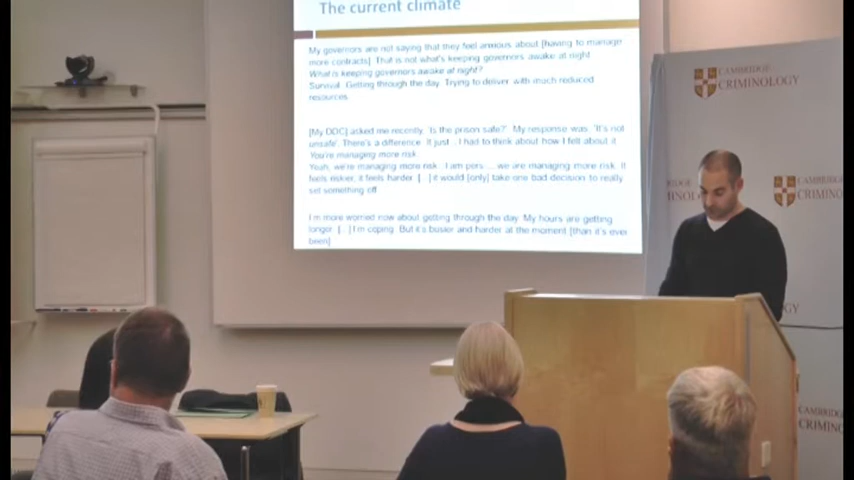 The current climate
My governors are not saying that they feel anxious about [having to manage
more contracts]. That is not what's keeping governors awake at night.
What is keeping governors awake at night?
Survival. Getting through the day. Trying to deliver with much reduced
resources.
[My DDC] asked me recently, 'Is the prison safe?'. My response was, 'It's not
unsafe'. There's a difference. It just... I had to think about how I felt about it.
You're managing more risk.
Yeah, we're managing more risk. I am pers... we are managing more risk. It
feels riskier, it feels harder. [...] it would [only] take one bad decision to really
set something off.
I'm more worried now about getting through the day. My hours are getting
longer. [...] I'm coping. But it's busier and harder at the moment [than it's ever
been]
CAMBRIDGE
CRIMINOLOGY
CAMBRIDGE
CRIMINO
RIDGE
MINOL
GY
CAMBRIDGE
CRIMINO